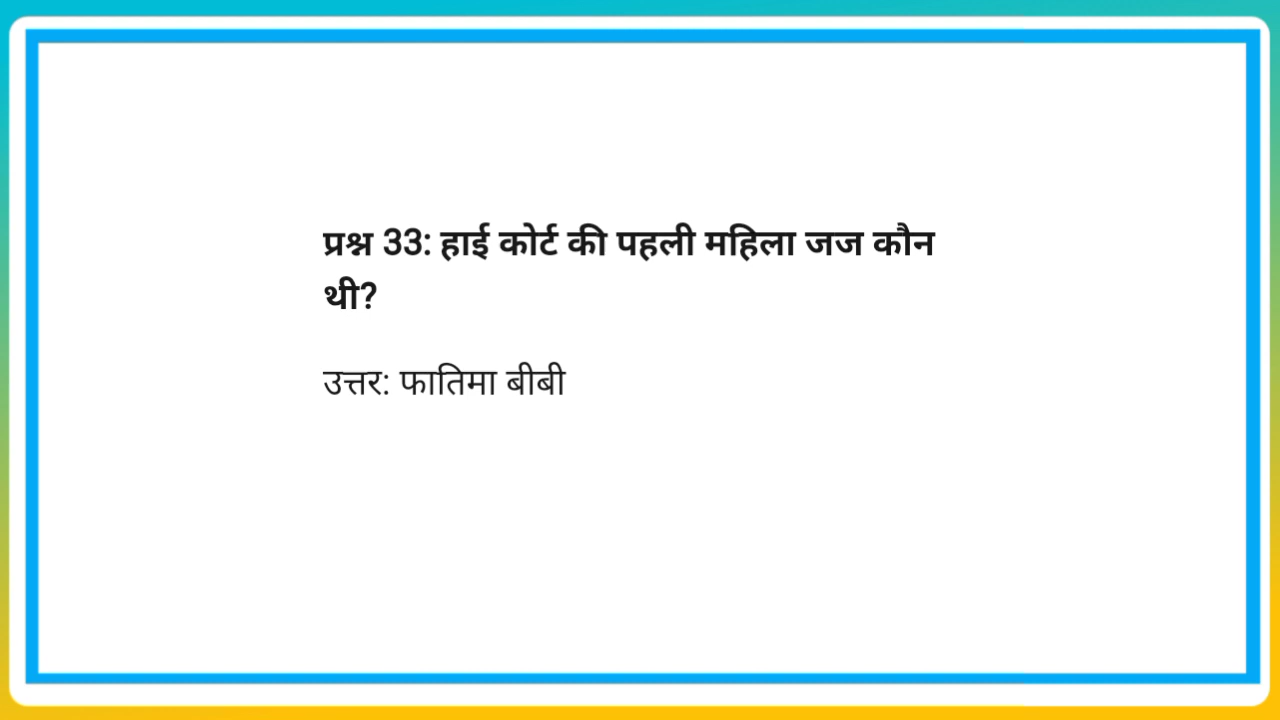 प्रश्न 33: हाई कोर्ट की पहली महिला जज कौन
थी?
उत्तर: फातिमा बीबी